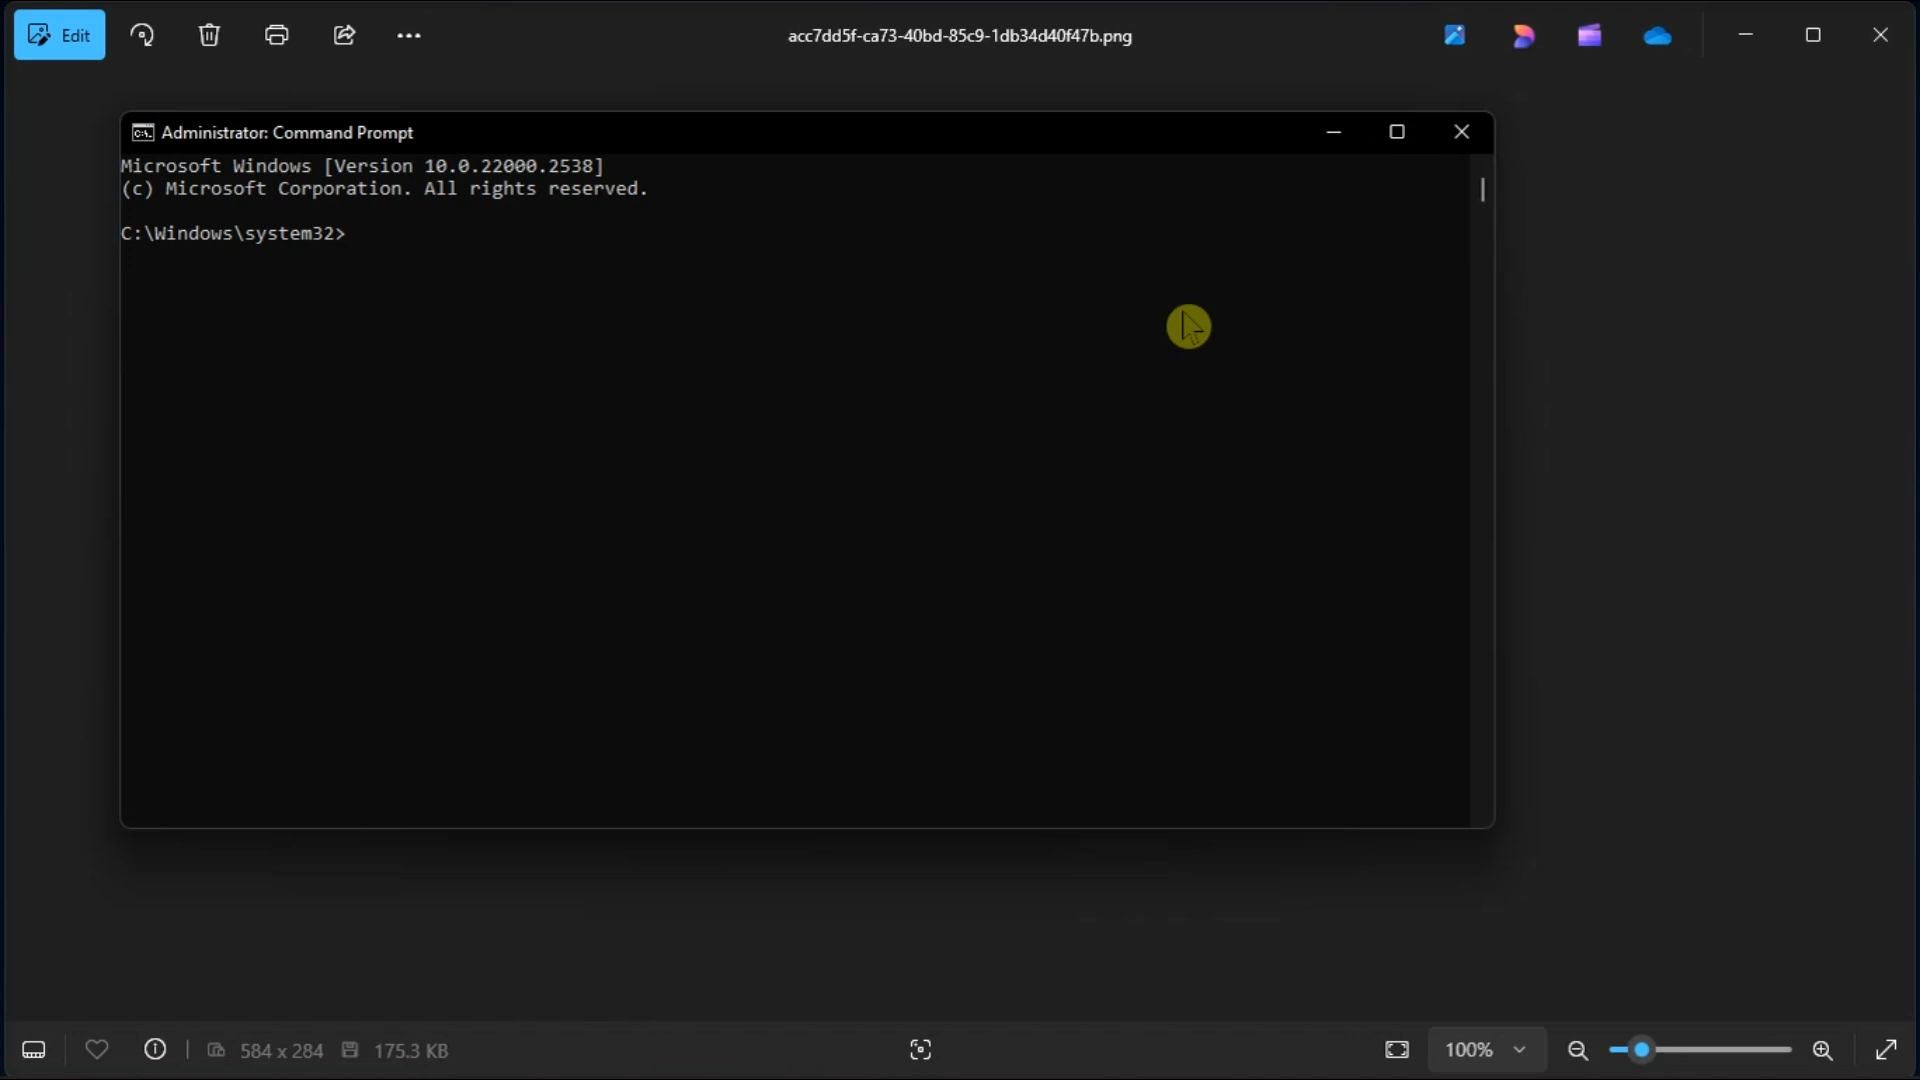 Edit
acc7dd5f-ca73-40bd-85c9-1db34d40f47b.png
Administrator: Command Prompt
Microsoft Windows [Version 10.0.22000.2538]
(c) Microsoft Corporation. All rights reserved.
C:\Windows\system32>
584 x 284 175.3 KB
100%